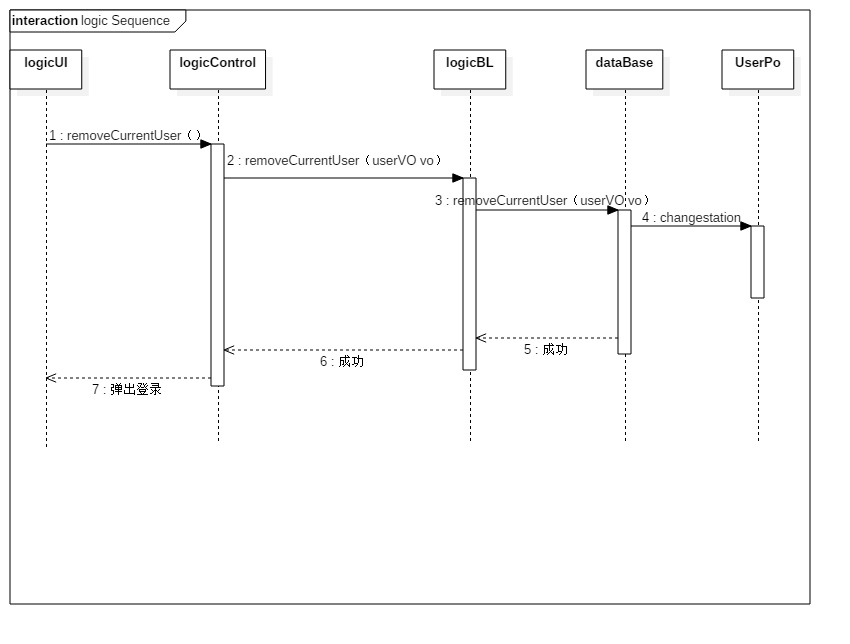 interaction logic Sequence
logicUI
logicControl
logicBL
dataBase
UserPo
1 : removeCurrentUser（）
2 : removeCurrentUser（userVO vo）
3 : removeCurrentUser（userVO vo）
4 : changestation
5 : 成功
6 : 成功
7 : 弹出登录